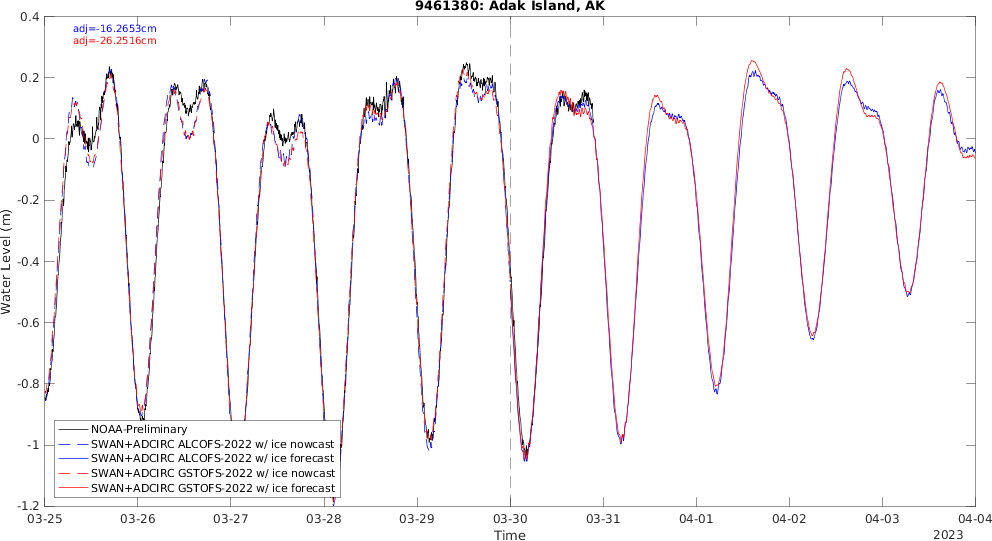 9461380: Adak Island, AK
adj=-16.2653cm
adj=-26.2516cm
0.4
0.2
0
-0.2
-0.4
-0.6
-0.8
-1
-1.2
Water Level (m)
NOAA-Preliminary
SWAN+ADCIRC ALCOFS-2022 w/ ice nowcast
SWAN+ADCIRC ALCOFS-2022 w/ ice forecast
SWAN+ADCIRC GSTOFS-2022 w/ ice nowcast
SWAN+ADCIRC GSTOFS-2022 w/ ice forecast
03-25 03-26 03-27 03-28 03-29 03-30 03-31 04-01 04-02 04-03 04-04
Time
2023